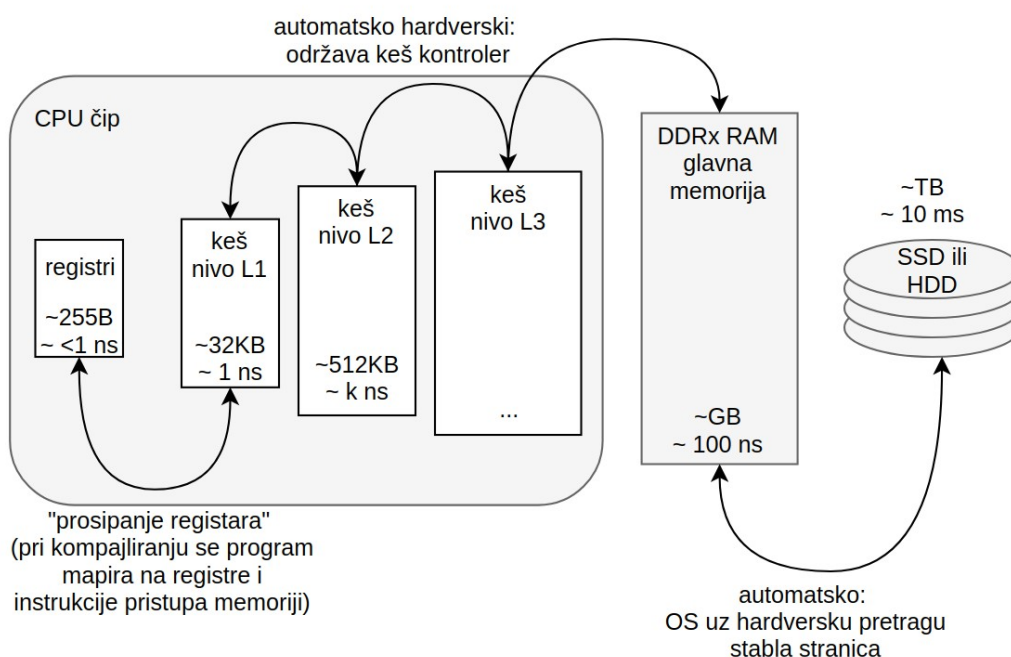 automatsko hardverski:
održava keš kontroler
CPU čip
registri
~255B
~ <1 ns
keš
nivo L1
~32KB
~ 1 ns
keš
nivo L2
~512KB
~ k ns
keš
nivo L3
...
DDRx RAM
glavna
memorija
~GB
~ 100 ns
~TB
~ 10 ms
SSD ili
HDD
"prosipanje registara"
(pri kompajliranju se program
mapira na registre i
instrukcije pristupa memoriji)
automatsko:
OS uz hardversku pretragu
stabla stranica